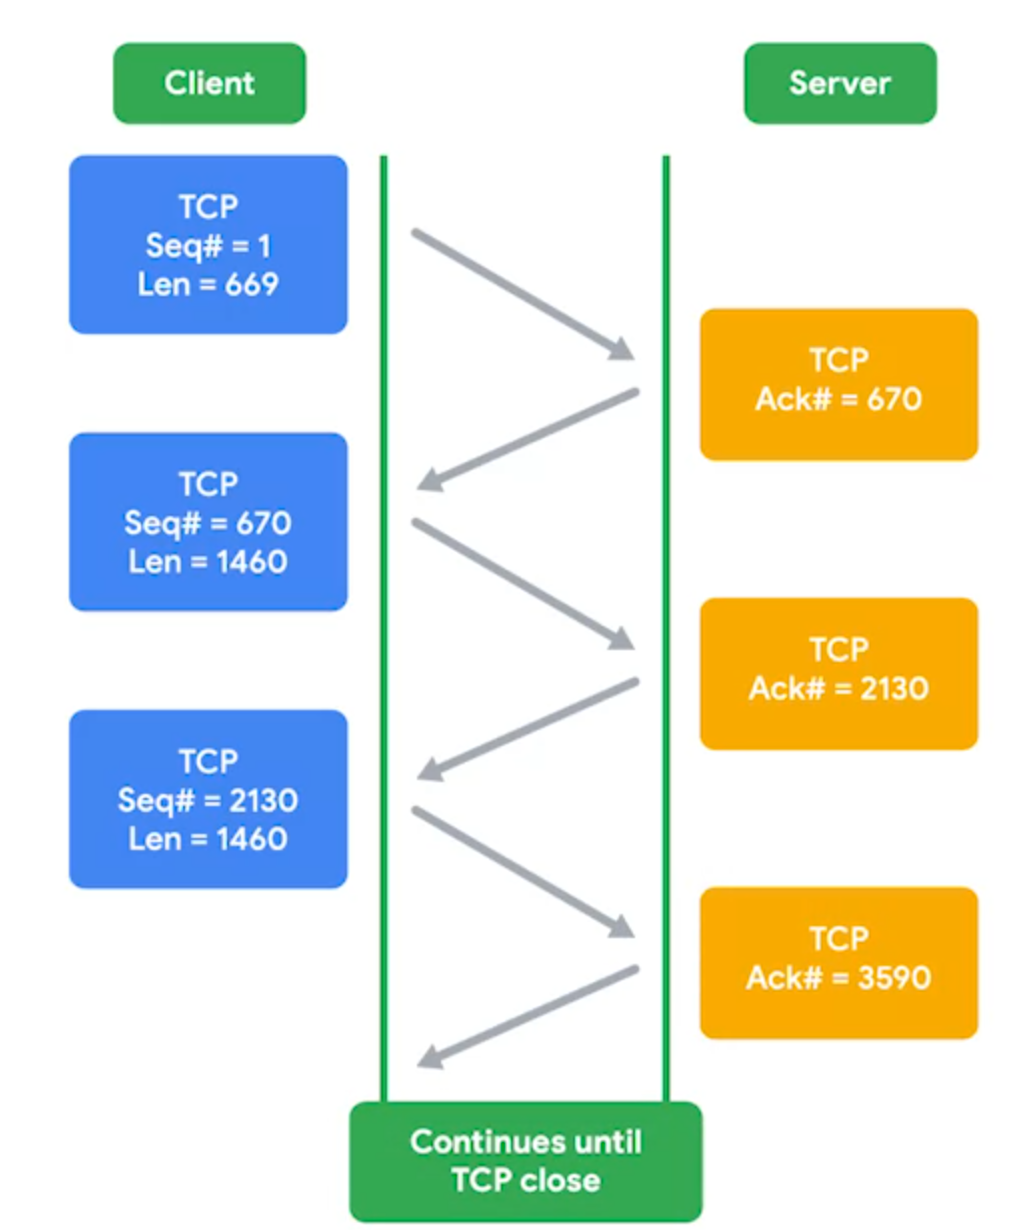 Client
Server
TCP
Seq# = 1
Len = 669
TCP
Ack# = 670
TCP
Seq# = 670
Len = 1460
TCP
Ack# = 2130
TCP
Seq# = 2130
Len = 1460
TCP
Ack# = 3590
Continues until
TCP close